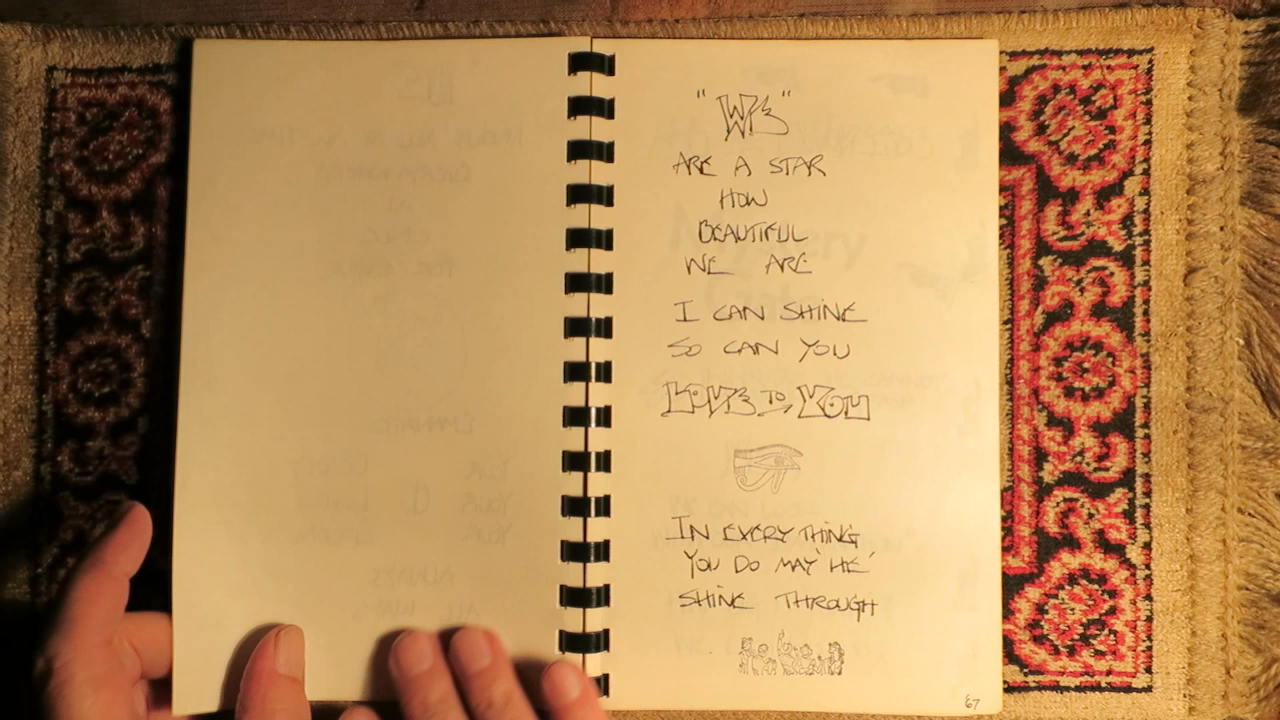 "WE"
ARE A STAR
HOW
BEAUTIFUL
WE ARE
I CAN SHINE
SO CAN YOU
LOVE TO YOU
IN EVERYTHING
YOU DO MAY 'HE'
SHINE THROUGH
67